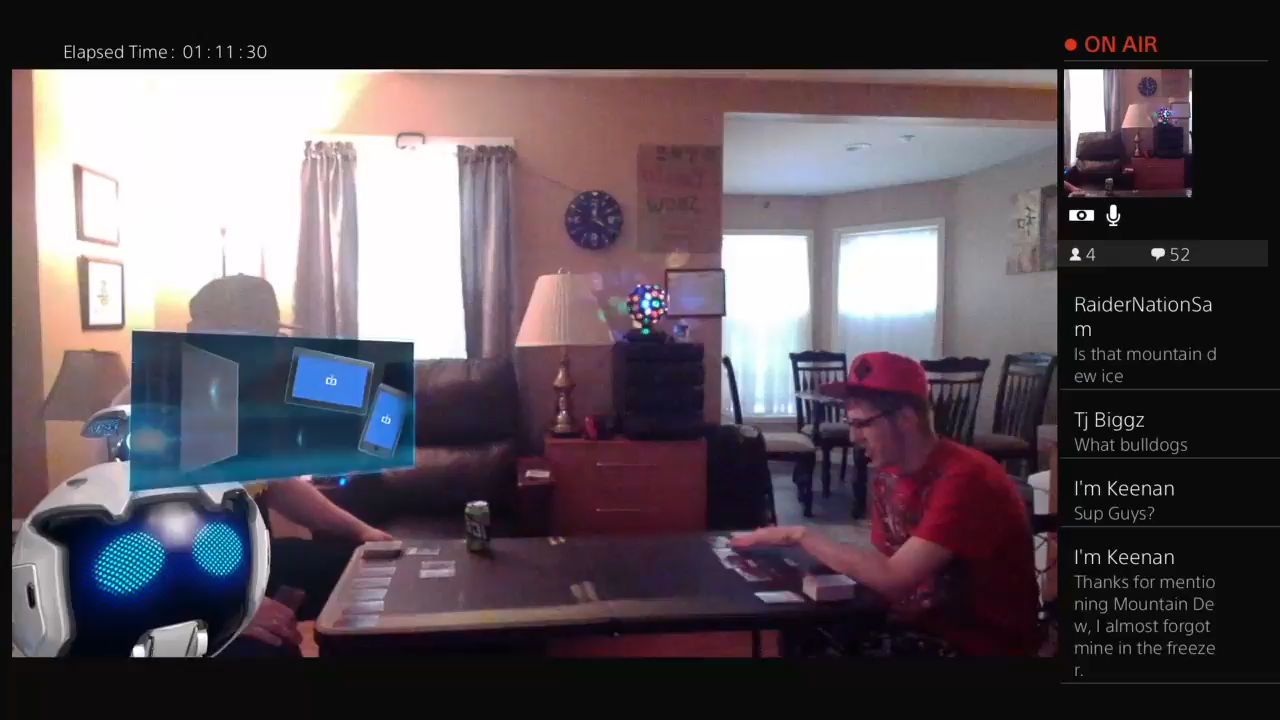 Elapsed Time: 01:11:30
ON AIR
4
52
RaiderNationSa
m
Is that mountain d
ew ice
Tj Biggz
What bulldogs
I'm Keenan
Sup Guys?
I'm Keenan
Thanks for mentio
ning Mountain De
w, I almost forgot
mine in the freeze
r.